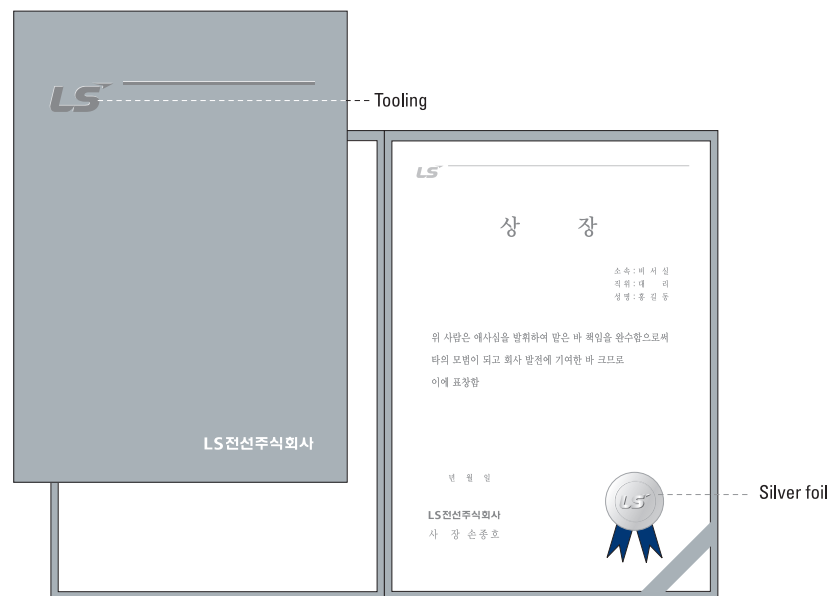 LS
Tooling
LS전선주식회사
LS
상 장
소속:비 서 실
직위:대 리
성명:홍 길 동
위 사람은 애사심을 발휘하여 맡은 바 책임을 완수함으로써
타의 모범이 되고 회사 발전에 기여한 바 크므로
이에 표창함
년 월 일
LS전선주식회사
사 장 손종호
LS
Silver foil